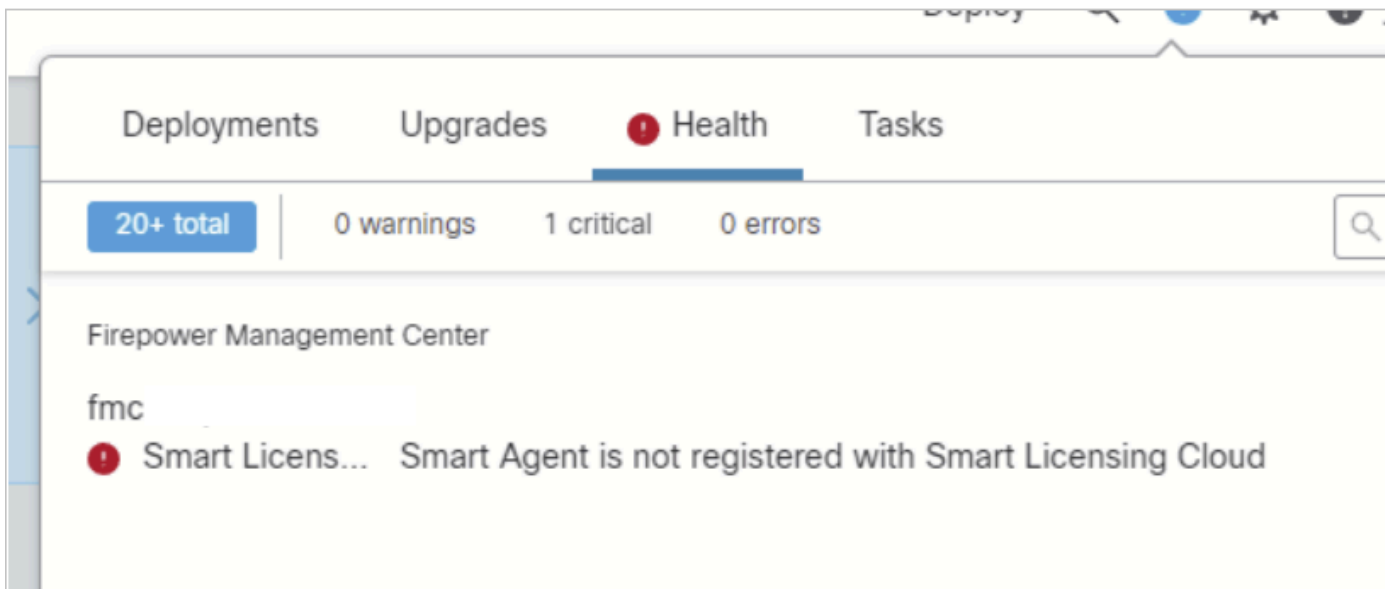 Deploy
Deployments Upgrades Health Tasks
20+ total 0 warnings 1 critical 0 errors
Firepower Management Center
fmc
Smart Licens... Smart Agent is not registered with Smart Licensing Cloud